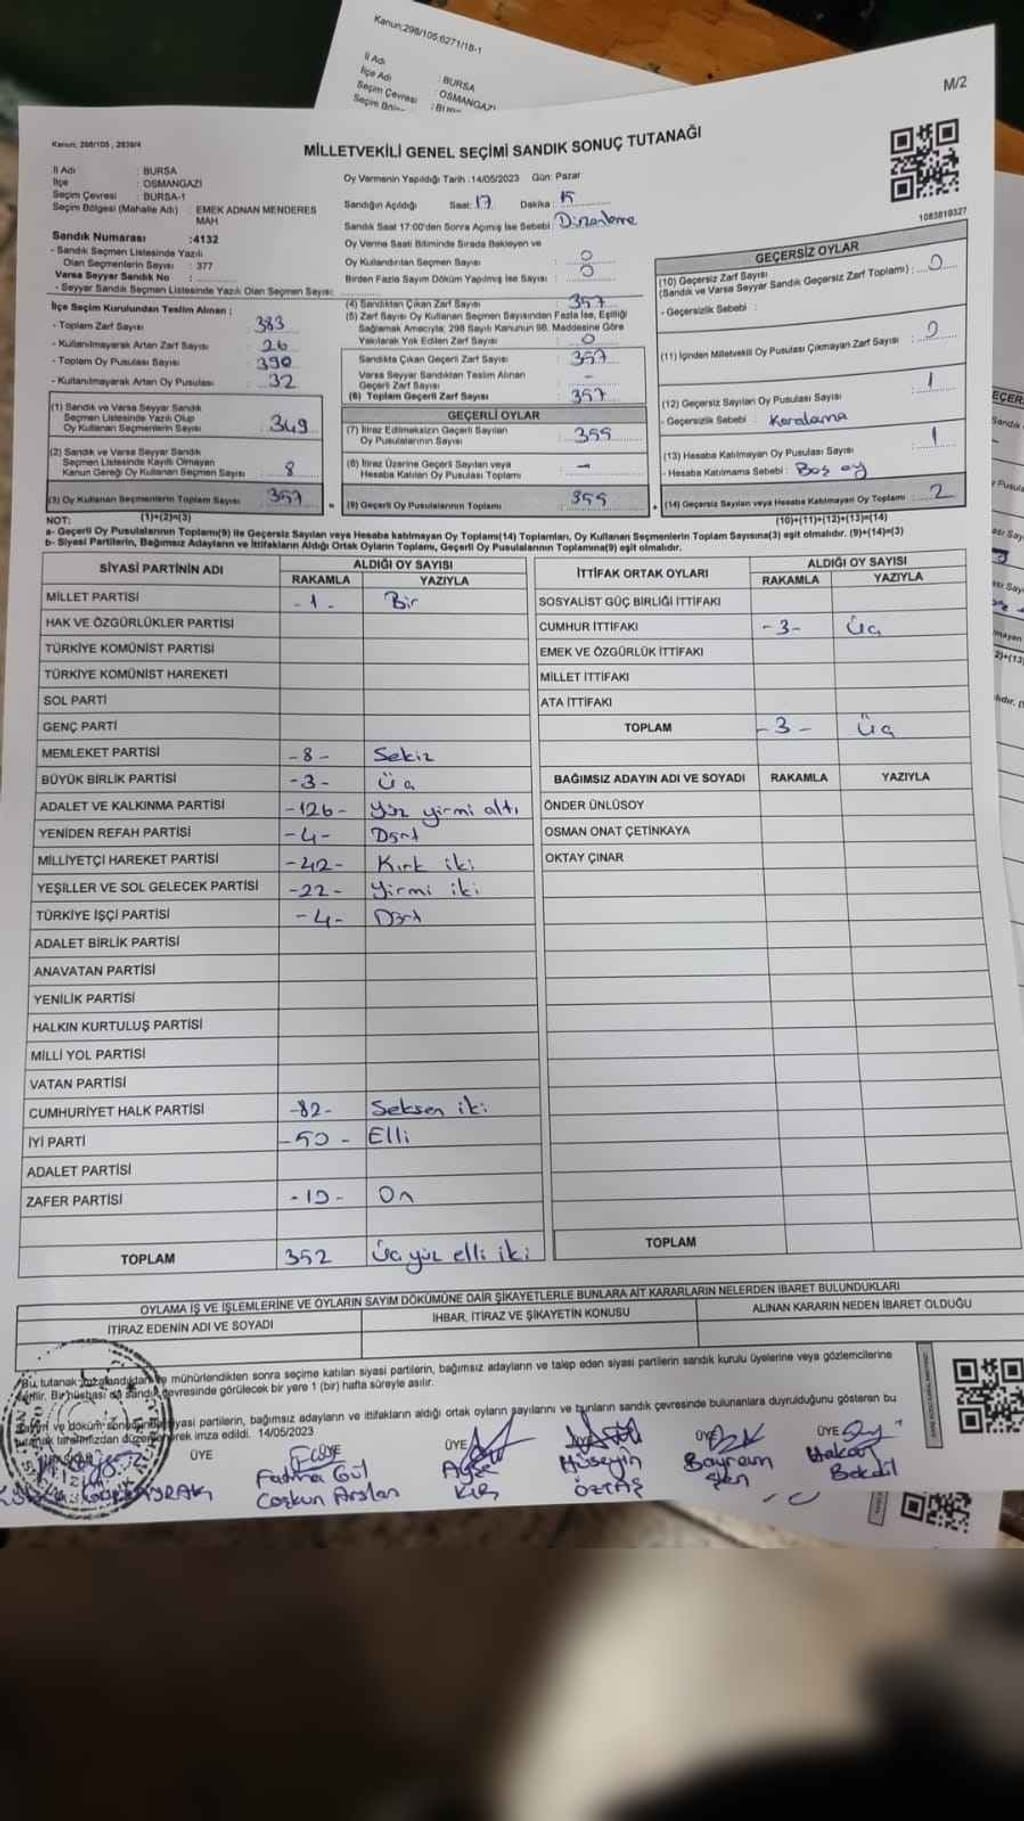 Kanun:298/105;6271/18-1
İl Adı
İlçe Adı : BURSA
Seçim Çevresi : OSMANGAZİ
M/2
Kanun: 298/105 , 2839/4
MİLLETVEKİLİ GENEL SEÇİMİ SANDIK SONUÇ TUTANAĞI
İl Adı : BURSA
İlçe : OSMANGAZİ
Seçim Çevresi : BURSA-1
Seçim Bölgesi (Mahalle Adı) : EMEK ADNAN MENDERES
MAH
Sandık Numarası :4132
- Sandık Seçmen Listesinde Yazılı
Olan Seçmenlerin Sayısı : 377
Varsa Seyyar Sandık No :
- Seyyar Sandık Seçmen Listesinde Yazılı Olan Seçmen Sayısı:
Oy Vermenin Yapıldığı Tarih :14/05/2023 Gün: Pazar
Sandığın Açıldığı Saat: 17 Dakika : 15
Sandık Saat 17:00'den Sonra Açmış İse Sebebi : Düzenleme
Oy Verme Saati Bitiminde Sırada Bekleyen ve
Oy Kullandırılan Seçmen Sayısı : 0
Birden Fazla Sayım Döküm Yapılmış İse Sayısı : 0
1083810327
İlçe Seçim Kurulundan Teslim Alınan :
- Toplam Zarf Sayısı : 383
- Kullanılmayarak Artan Zarf Sayısı : 26
- Toplam Oy Pusulası Sayısı : 390
- Kullanılmayarak Artan Oy Pusulası : 32
(1) Sandık ve Varsa Seyyar Sandık
Seçmen Listesinde Yazılı Olup
Oy Kullanan Seçmenlerin Sayısı : 349
(2) Sandık ve Varsa Seyyar Sandık
Seçmen Listesinde Kayıtlı Olmayan
Kanun Gereği Oy Kullanan Seçmen Sayısı : 8
(3) Oy Kullanan Seçmenlerin Toplam Sayısı : 357
(1)+(2)=(3)
(4) Sandıktan Çıkan Zarf Sayısı : 357
(5) Zarf Sayısı Oy Kullanan Seçmen Sayısından Fazla İse, Eşitliği
Sağlamak Amacıyla; 298 Sayılı Kanunun 98. Maddesine Göre
Yakılarak Yok Edilen Zarf Sayısı : 0
Sandıkta Çıkan Geçerli Zarf Sayısı : 357
Varsa Seyyar Sandıktan Teslim Alınan
Geçerli Zarf Sayısı : -
(6) Toplam Geçerli Zarf Sayısı : 357
GEÇERLİ OYLAR
(7) İtiraz Edilmeksizin Geçerli Sayılan
Oy Pusulalarının Sayısı : 355
(8) İtiraz Üzerine Geçerli Sayılan veya
Hesaba Katılan Oy Pusulası Toplamı : -
(9) Geçerli Oy Pusulalarının Toplamı : 355
GEÇERSİZ OYLAR
(10) Geçersiz Zarf Sayısı
(Sandık ve Varsa Seyyar Sandık Geçersiz Zarf Toplamı) : 0
- Geçersizlik Sebebi :
(11) İçinden Milletvekili Oy Pusulası Çıkmayan Zarf Sayısı : 0
(12) Geçersiz Sayılan Oy Pusulası Sayısı : 1
- Geçersizlik Sebebi : Karalama
(13) Hesaba Katılmayan Oy Pusulası Sayısı : 1
- Hesaba Katılmama Sebebi : Boş oy
(14) Geçersiz Sayılan veya Hesaba Katılmayan Oy Toplamı : 2
(10)+(11)+(12)+(13)=(14)
NOT:
a- Geçerli Oy Pusulalarının Toplamı(9) ile Geçersiz Sayılan veya Hesaba katılmayan Oy Toplamı(14) Toplamları, Oy Kullanan Seçmenlerin Toplam Sayısına(3) eşit olmalıdır. (9)+(14)=(3)
b- Siyasi Partilerin, Bağımsız Adayların ve İttifakların Aldığı Ortak Oyların Toplamı, Geçerli Oy Pusulalarının Toplamına(9) eşit olmalıdır.
SİYASİ PARTİNİN ADI ALDIĞI OY SAYISI
RAKAMLA YAZIYLA
MİLLET PARTİSİ - 1 - Bir
HAK VE ÖZGÜRLÜKLER PARTİSİ
TÜRKİYE KOMÜNİST PARTİSİ
TÜRKİYE KOMÜNİST HAREKETİ
SOL PARTİ
GENÇ PARTİ
MEMLEKET PARTİSİ -8- Sekiz
BÜYÜK BİRLİK PARTİSİ -3- Üç
ADALET VE KALKINMA PARTİSİ -126- Yüz yirmi altı
YENİDEN REFAH PARTİSİ -4- Dört
MİLLİYETÇİ HAREKET PARTİSİ -42- Kırk iki
YEŞİLLER VE SOL GELECEK PARTİSİ -22- Yirmi iki
TÜRKİYE İŞÇİ PARTİSİ -4- Dört
ADALET BİRLİK PARTİSİ
ANAVATAN PARTİSİ
YENİLİK PARTİSİ
HALKIN KURTULUŞ PARTİSİ
MİLLİ YOL PARTİSİ
VATAN PARTİSİ
CUMHURİYET HALK PARTİSİ -82- Seksen iki
İYİ PARTİ -50- Elli
ADALET PARTİSİ
ZAFER PARTİSİ -10- On
TOPLAM 352 Üç yüz elli iki
İTTİFAK ORTAK OYLARI ALDIĞI OY SAYISI
RAKAMLA YAZIYLA
SOSYALİST GÜÇ BİRLİĞİ İTTİFAKI
CUMHUR İTTİFAKI -3- Üç
EMEK VE ÖZGÜRLÜK İTTİFAKI
MİLLET İTTİFAKI
ATA İTTİFAKI
TOPLAM -3- Üç
BAĞIMSIZ ADAYIN ADI VE SOYADI RAKAMLA YAZIYLA
ÖNDER ÜNLÜSOY
OSMAN ONAT ÇETİNKAYA
OKTAY ÇINAR
TOPLAM
OYLAMA İŞ VE İŞLEMLERİNE VE OYLARIN SAYIM DÖKÜMÜNE DAİR ŞİKAYETLERLE BUNLARA AİT KARARLARIN NELERDEN İBARET BULUNDUKLARI
İTİRAZ EDENİN ADI VE SOYADI İHBAR, İTİRAZ VE ŞİKAYETİN KONUSU ALINAN KARARIN NEDEN İBARET OLDUĞU
Bu, tutanak mühürlendikten sonra seçime katılan siyasi partilerin, bağımsız adayların ve talep eden siyasi partilerin sandık kurulu üyelerine veya gözlemcilerine
verilir. Bir nüshası da sandık çevresinde görülecek bir yere 1 (bir) hafta süreyle asılır.
ve döküm siyasi partilerin, bağımsız adayların ve ittifakların aldığı ortak oyların sayılarını ve bunların sandık çevresinde bulunanlara duyrulduğunu gösteren bu
tutanak tarafımızdan düzenlenerek imza edildi. 14/05/2023
ÜYE ÜYE ÜYE ÜYE ÜYE
Fatma Gül Ayşe Hüseyin Bayram Hakan
Coşkun Arslan Kır ÖZTAŞ Şen